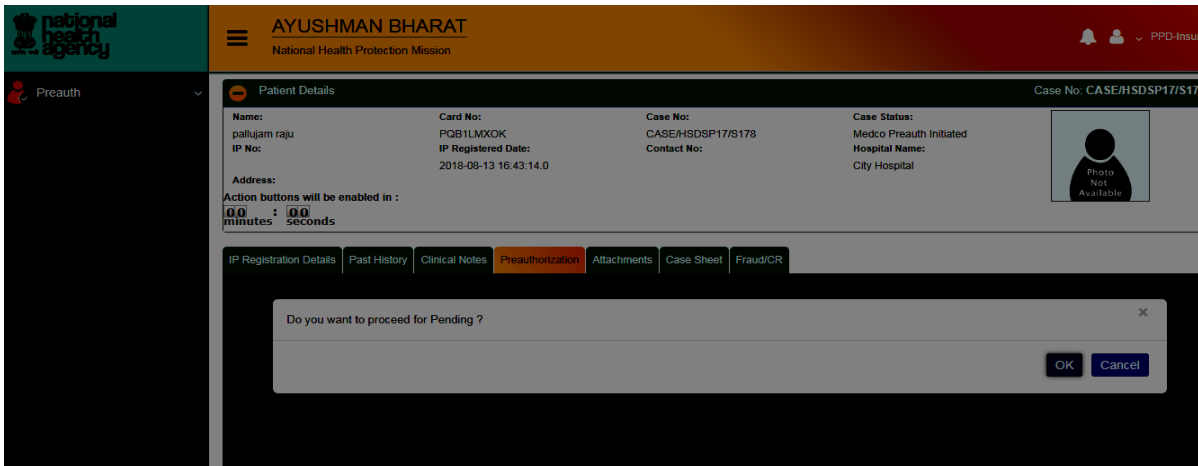 national
health
agency
AYUSHMAN BHARAT
National Health Protection Mission
PPD-Insu
Preauth
Patient Details
Case No: CASE/HSDSP17/S17
Name:
Card No:
Case No:
Case Status:
pallujam raju
PQB1LMXOK
CASE/HSDSP17/S178
Medco Preauth Initiated
IP No:
IP Registered Date:
Contact No:
Hospital Name:
2018-08-13 16:43:14.0
City Hospital
Address:
Photo
Not
Available
Action buttons will be enabled in :
00 : 00
minutes seconds
IP Registration Details Past History Clinical Notes Preauthorization Attachments Case Sheet Fraud/CR
Do you want to proceed for Pending ?
×
OK Cancel